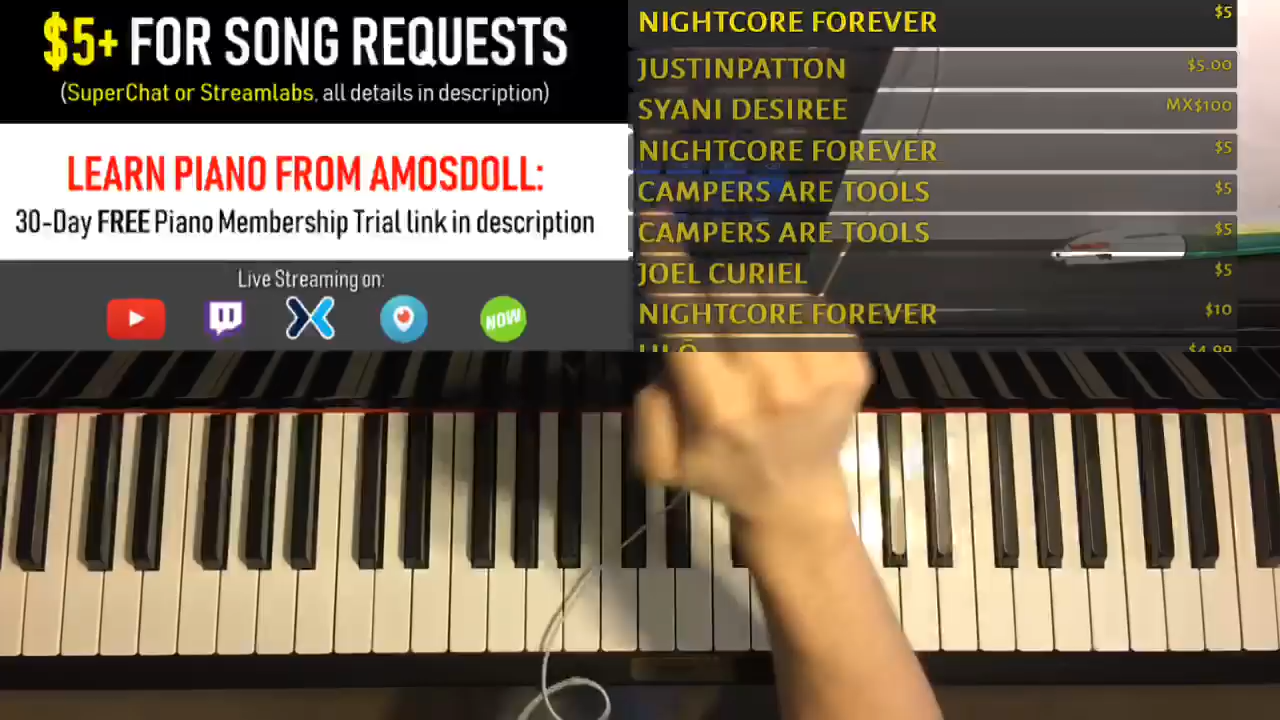 $5+ FOR SONG REQUESTS
(SuperChat or Streamlabs, all details in description)
LEARN PIANO FROM AMOSDOLL:
30-Day FREE Piano Membership Trial link in description
Live Streaming on:
NOW
NIGHTCORE FOREVER $5
JUSTINPATTON $5.00
SYANI DESIREE MX$100
NIGHTCORE FOREVER $5
CAMPERS ARE TOOLS $5
CAMPERS ARE TOOLS $5
JOEL CURIEL $5
NIGHTCORE FOREVER $10
$4.99